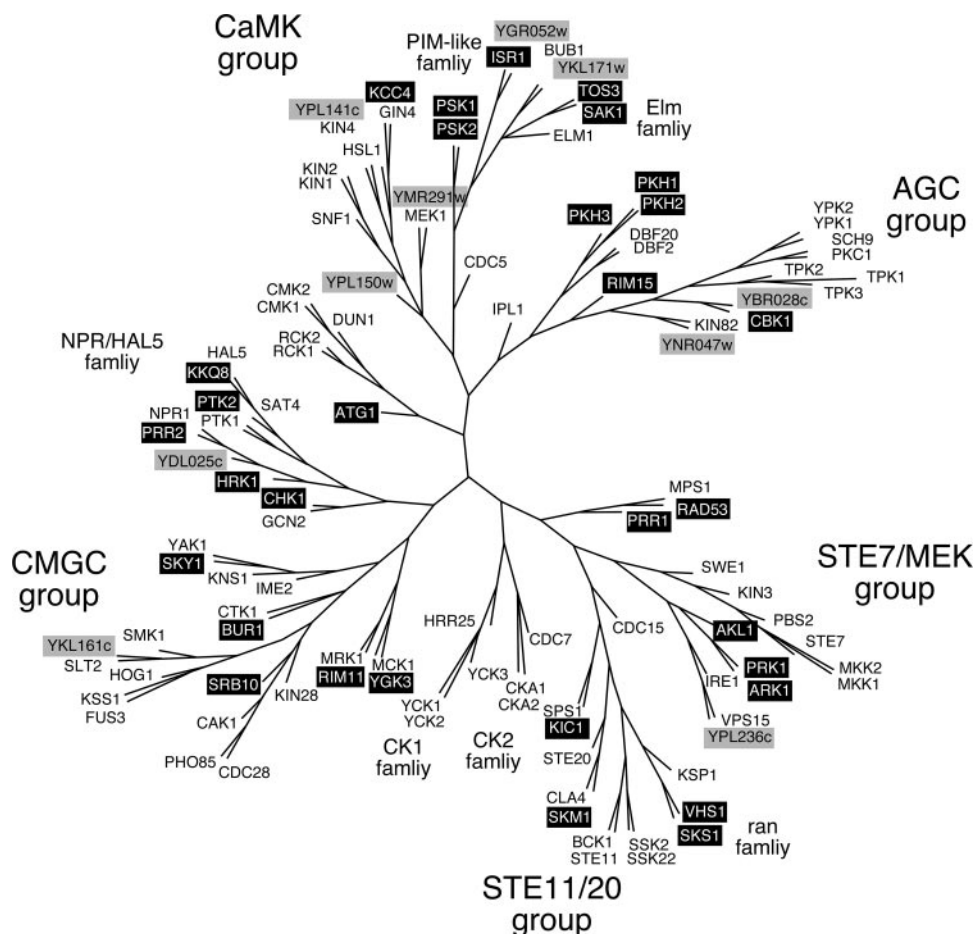 CaMK
group
PIM-like
famliy
YGR052w
ISR1
BUB1
YKL171w
TOS3
SAK1
Elm
famliy
ELM1
KCC4
YPL141c
GIN4
KIN4
PSK1
PSK2
HSL1
KIN2
KIN1
SNF1
YMR291w
MEK1
CDC5
YPL150w
PKH1
PKH2
PKH3
DBF20
DBF2
RIM15
IPL1
AGC
group
YPK2
YPK1
SCH9
PKC1
TPK2
TPK1
TPK3
YBR028c
CBK1
KIN82
YNR047w
CMK2
CMK1
DUN1
RCK2
RCK1
ATG1
NPR/HAL5
famliy
HAL5
KKQ8
PTK2
SAT4
NPR1
PTK1
PRR2
YDL025c
HRK1
CHK1
GCN2
MPS1
RAD53
PRR1
CMGC
group
YAK1
SKY1
KNS1
IME2
CTK1
BUR1
YKL161c
SMK1
SLT2
HOG1
KSS1
FUS3
SRB10
KIN28
CAK1
PHO85
CDC28
MRK1
RIM11
MCK1
YGK3
HRR25
YCK3
YCK1
YCK2
CK1
famliy
CDC7
CKA1
CKA2
CK2
famliy
STE7/MEK
group
SWE1
KIN3
PBS2
STE7
MKK2
MKK1
AKL1
PRK1
ARK1
IRE1
VPS15
YPL236c
CDC15
SPS1
KIC1
STE20
CLA4
SKM1
BCK1
STE11
SSK2
SSK22
KSP1
VHS1
SKS1
ran
famliy
STE11/20
group